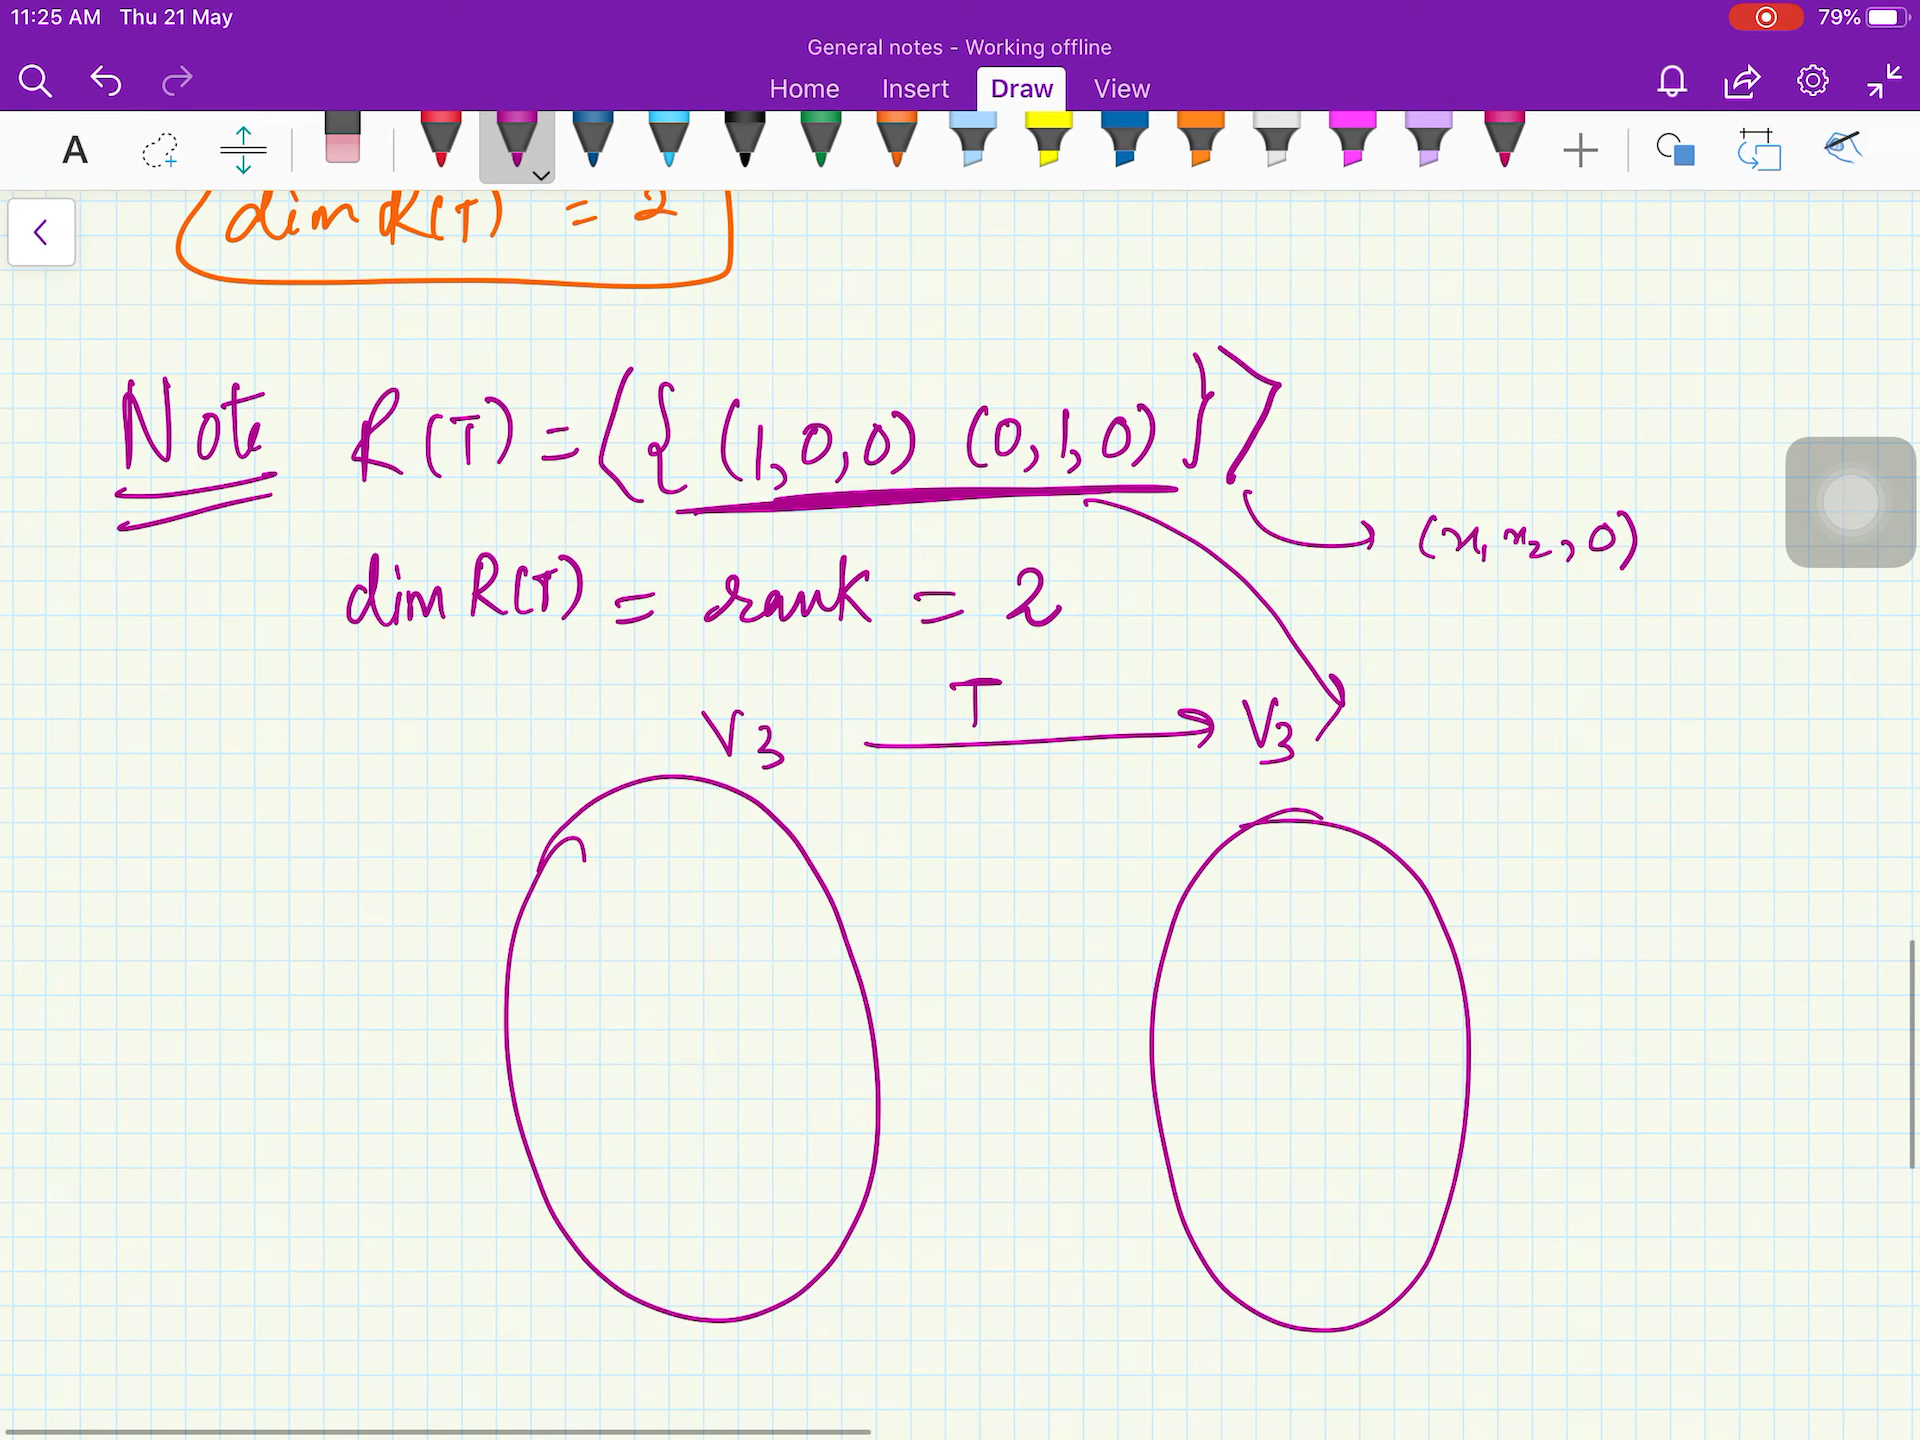 11:25 AM Thu 21 May
79%
General notes - Working offline
Home Insert Draw View
A
dim R(T) = 2
Note R(T) = ⟨{ (1,0,0) (0,1,0) }⟩
(x₁ x₂, 0)
dim R(T) = rank = 2
T
V₃ V₃